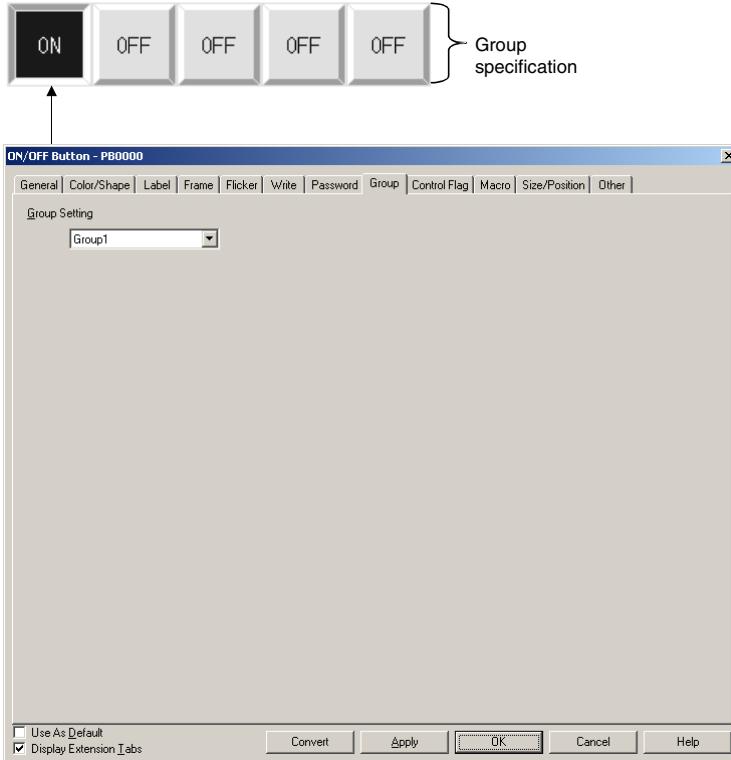 ON OFF OFF OFF OFF
Group
specification
ON/OFF Button - PB0000
General Color/Shape Label Frame Flicker Write Password Group Control Flag Macro Size/Position Other
Group Setting
Group1
Use As Default
Display Extension Tabs
Convert Apply OK Cancel Help